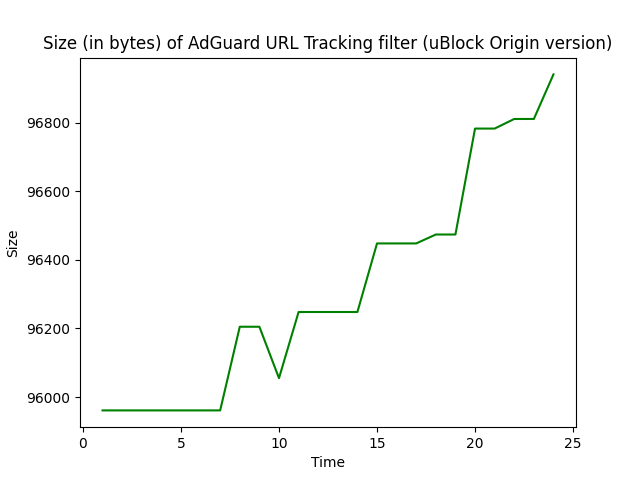 Size (in bytes) of AdGuard URL Tracking filter (uBlock Origin version)
96800
96600
96400
96200
96000
Size
0 5 10 15 20 25
Time